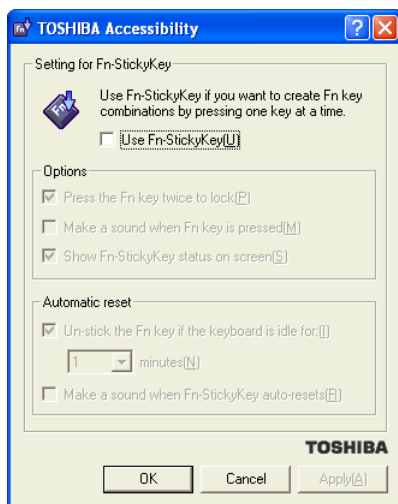 TOSHIBA Accessibility
Setting for Fn-StickyKey
Use Fn-StickyKey if you want to create Fn key
combinations by pressing one key at a time.
Use Fn-StickyKey(U)
Options
Press the Fn key twice to lock(P)
Make a sound when Fn key is pressed(M)
Show Fn-StickyKey status on screen(S)
Automatic reset
Un-stick the Fn key if the keyboard is idle for:(I)
1 minutes(N)
Make a sound when Fn-StickyKey auto-resets(R)
TOSHIBA
OK Cancel Apply(A)